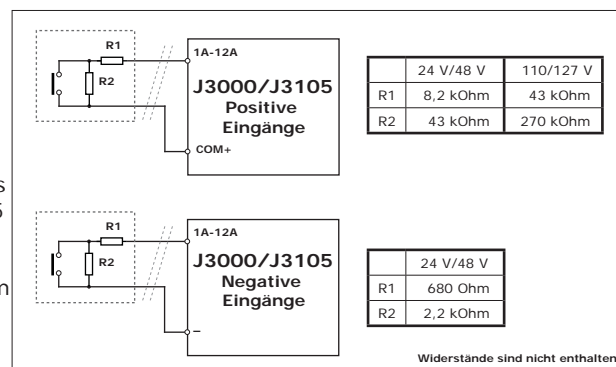 R1
1A-12A
R2
J3000/J3105
Positive
Eingänge
COM+
24 V/48 V 110/127 V
R1 8,2 kOhm 43 kOhm
R2 43 kOhm 270 kOhm
R1
1A-12A
R2
J3000/J3105
Negative
Eingänge
–
24 V/48 V
R1 680 Ohm
R2 2,2 kOhm
Widerstände sind nicht enthalten